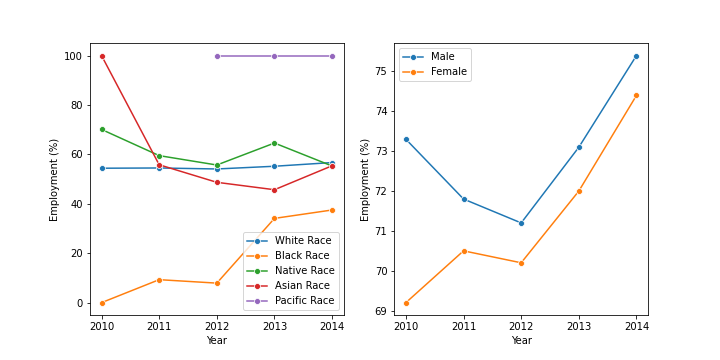 100
80
60
40
20
0
Employment (%)
2010 2011 2012 2013 2014
Year
White Race
Black Race
Native Race
Asian Race
Pacific Race
75
74
73
72
71
70
69
Employment (%)
2010 2011 2012 2013 2014
Year
Male
Female